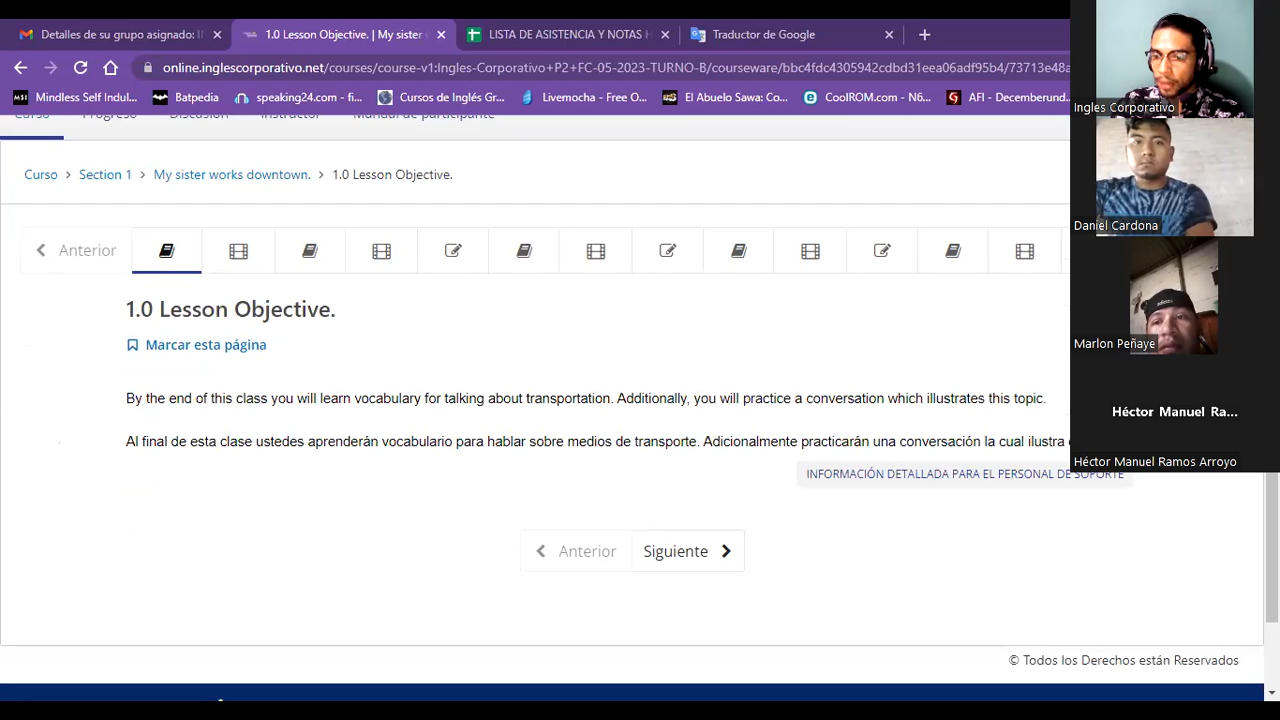 Detalles de su grupo asignado: II
1.0 Lesson Objective. | My sister
LISTA DE ASISTENCIA Y NOTAS H
Traductor de Google
online.inglescorporativo.net/courses/course-v1:Ingles_Corporativo+P2+FC-05-2023-TURNO-B/courseware/bbc4fdc4305942cdbd31eea06adf95b4/73713e48a
Mindless Self Indul...
Batpedia
speaking24.com - fi...
Cursos de Inglés Gr...
Livemocha - Free O...
El Abuelo Sawa: Co...
CoolROM.com - N6...
AFI - Decemberund...
Curso
Progreso
Discusión
Instructor
Manual de participante
Curso > Section 1 > My sister works downtown. > 1.0 Lesson Objective.
Anterior
1.0 Lesson Objective.
Marcar esta página
By the end of this class you will learn vocabulary for talking about transportation. Additionally, you will practice a conversation which illustrates this topic.
Al final de esta clase ustedes aprenderán vocabulario para hablar sobre medios de transporte. Adicionalmente practicarán una conversación la cual ilustra
INFORMACIÓN DETALLADA PARA EL PERSONAL DE SOPORTE
Anterior
Siguiente
© Todos los Derechos están Reservados
Ingles Corporativo
Daniel Cardona
Marlon Peñaye
Héctor Manuel Ra...
Héctor Manuel Ramos Arroyo